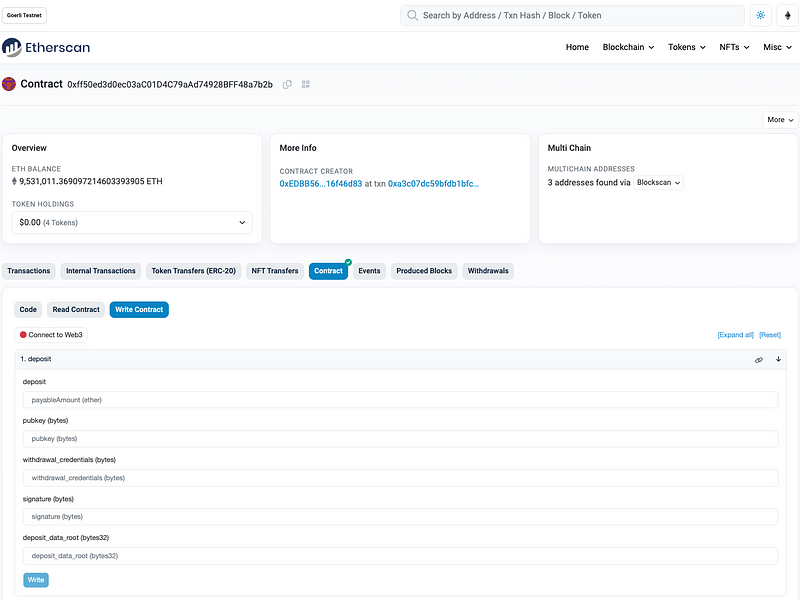 Goerli Testnet
Search by Address / Txn Hash / Block / Token
Etherscan
Home Blockchain Tokens NFTs Misc
Contract 0xff50ed3d0ec03aC01D4C79aAd74928BFF48a7b2b
More
Overview
ETH BALANCE
9,531,011.369097214603393905 ETH
TOKEN HOLDINGS
$0.00 (4 Tokens)
More Info
CONTRACT CREATOR
0xEDBB56...16f46d83 at txn 0xa3c07dc59bfdb1bfc...
Multi Chain
MULTICHAIN ADDRESSES
3 addresses found via Blockscan
Transactions Internal Transactions Token Transfers (ERC-20) NFT Transfers Contract Events Produced Blocks Withdrawals
Code Read Contract Write Contract
Connect to Web3 [Expand all] [Reset]
1. deposit
deposit
payableAmount (ether)
pubkey (bytes)
pubkey (bytes)
withdrawal_credentials (bytes)
withdrawal_credentials (bytes)
signature (bytes)
signature (bytes)
deposit_data_root (bytes32)
deposit_data_root (bytes32)
Write